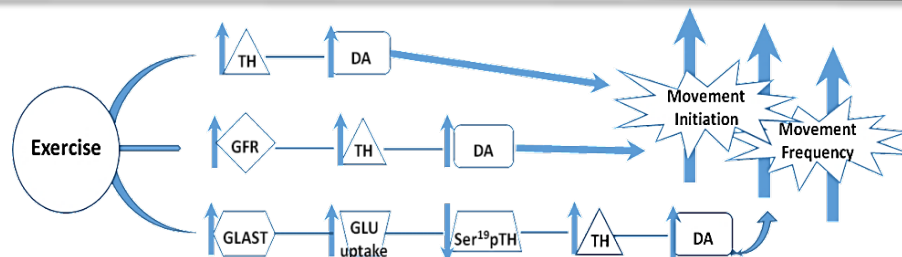 TH
DA
Movement
Initiation
Exercise
GFR
TH
DA
Movement
Frequency
GLAST
GLU
uptake
Ser¹⁹pTH
TH
DA